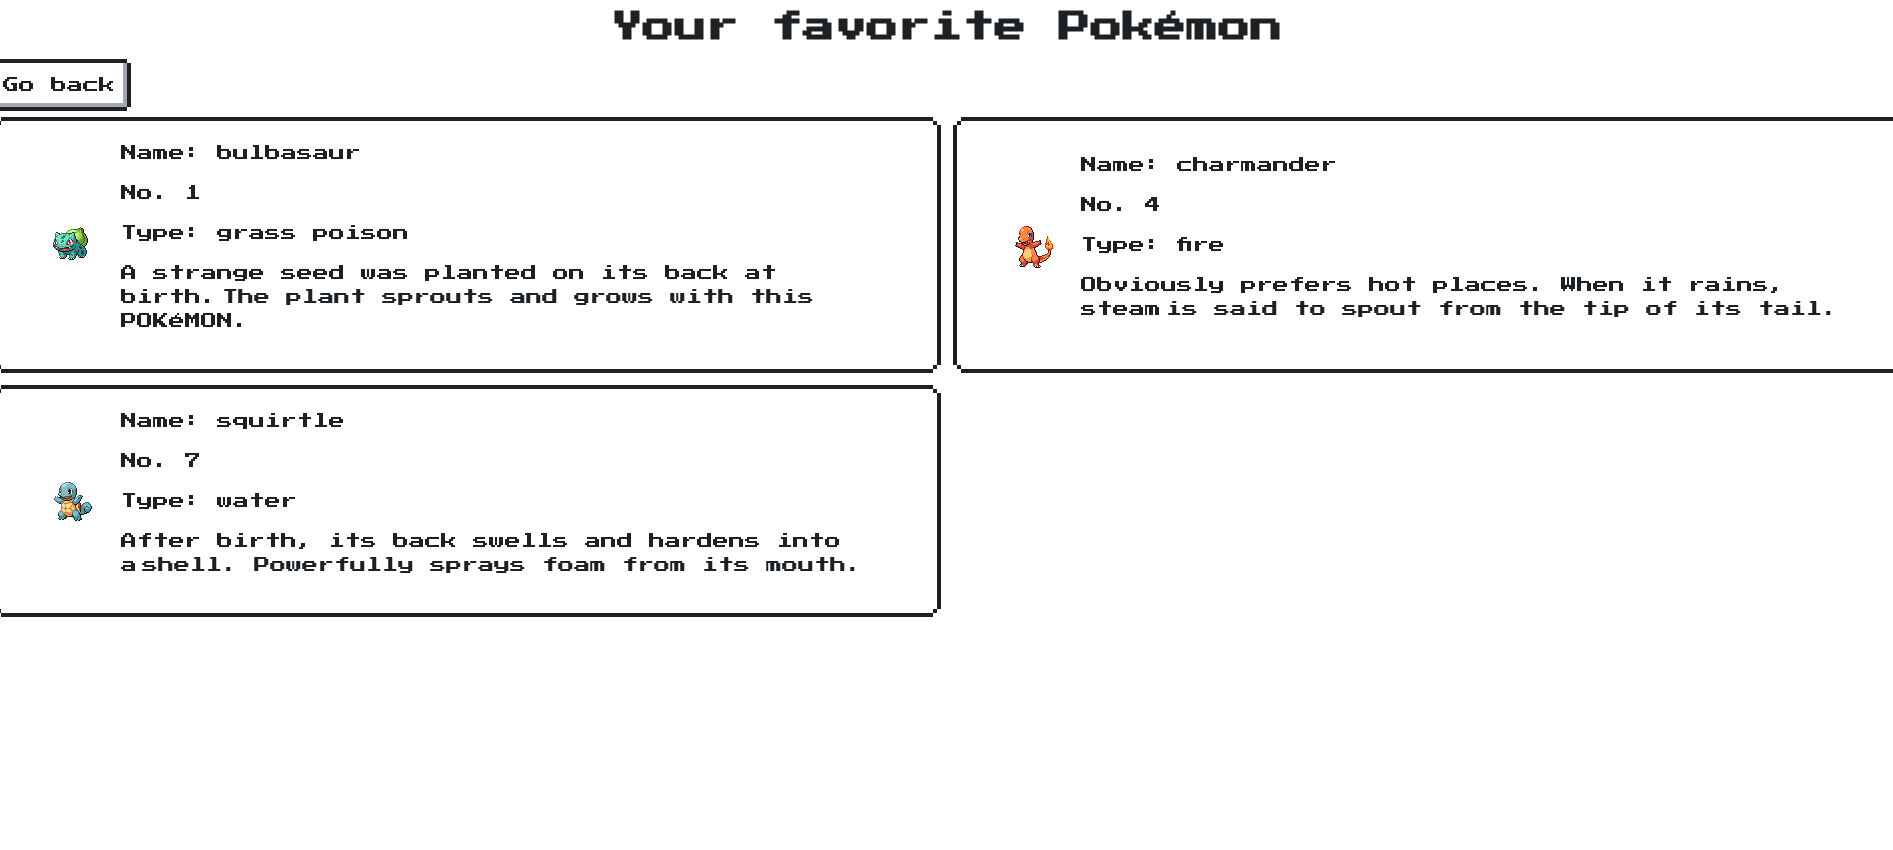 Your favorite Pokémon
Go back
Name: bulbasaur
No. 1
Type: grass poison
A strange seed was planted on its back at
birth. The plant sprouts and grows with this
POKéMON.
Name: charmander
No. 4
Type: fire
Obviously prefers hot places. When it rains,
steam is said to spout from the tip of its tail.
Name: squirtle
No. 7
Type: water
After birth, its back swells and hardens into
a shell. Powerfully sprays foam from its mouth.